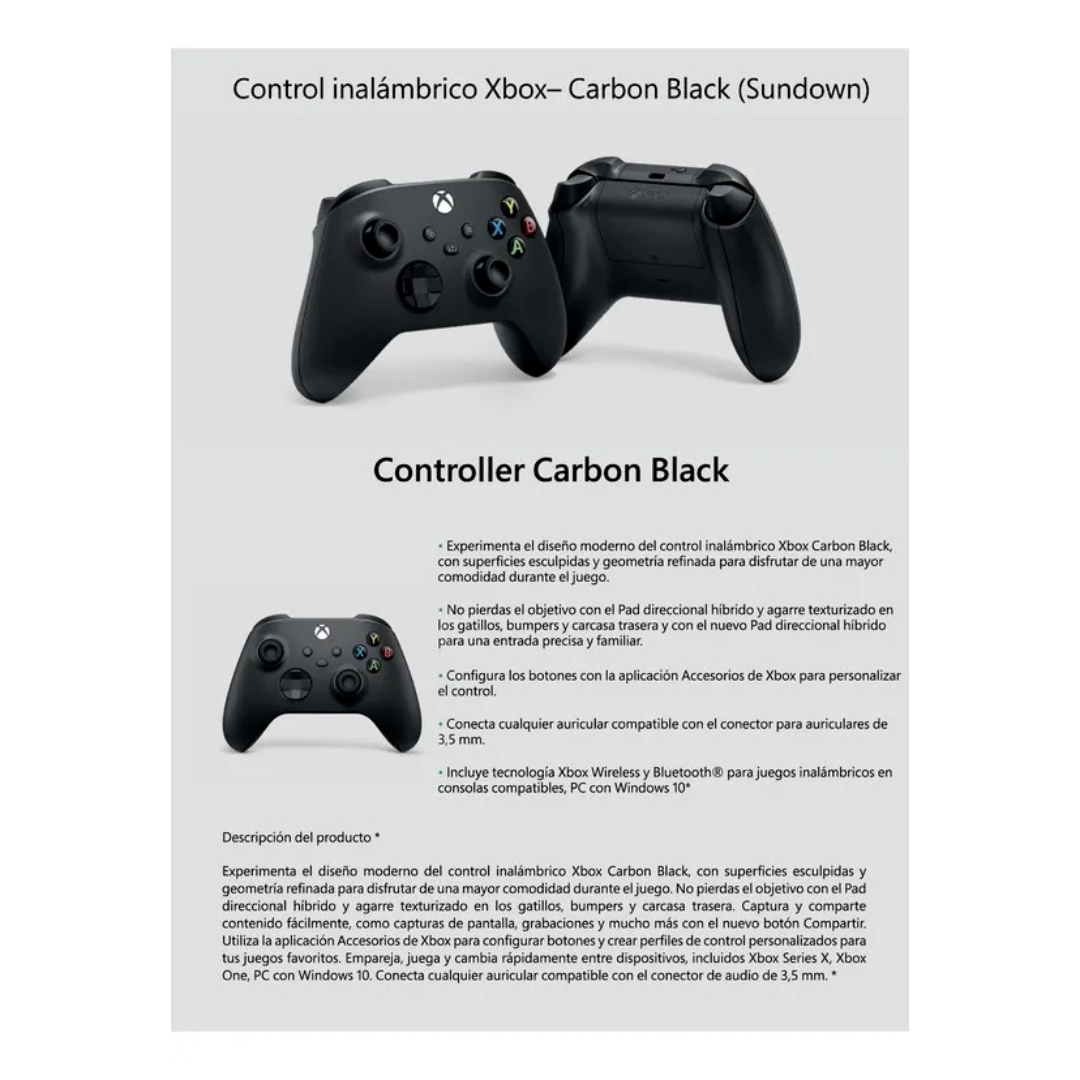 Control inalámbrico Xbox– Carbon Black (Sundown)
Y
X B
A
Controller Carbon Black
• Experimenta el diseño moderno del control inalámbrico Xbox Carbon Black,
con superficies esculpidas y geometría refinada para disfrutar de una mayor
comodidad durante el juego.
• No pierdas el objetivo con el Pad direccional híbrido y agarre texturizado en
los gatillos, bumpers y carcasa trasera y con el nuevo Pad direccional híbrido
para una entrada precisa y familiar.
• Configura los botones con la aplicación Accesorios de Xbox para personalizar
el control.
• Conecta cualquier auricular compatible con el conector para auriculares de
3,5 mm.
• Incluye tecnología Xbox Wireless y Bluetooth® para juegos inalámbricos en
consolas compatibles, PC con Windows 10*
Y
X B
A
Descripción del producto *
Experimenta el diseño moderno del control inalámbrico Xbox Carbon Black, con superficies esculpidas y
geometría refinada para disfrutar de una mayor comodidad durante el juego. No pierdas el objetivo con el Pad
direccional híbrido y agarre texturizado en los gatillos, bumpers y carcasa trasera. Captura y comparte
contenido fácilmente, como capturas de pantalla, grabaciones y mucho más con el nuevo botón Compartir.
Utiliza la aplicación Accesorios de Xbox para configurar botones y crear perfiles de control personalizados para
tus juegos favoritos. Empareja, juega y cambia rápidamente entre dispositivos, incluidos Xbox Series X, Xbox
One, PC con Windows 10. Conecta cualquier auricular compatible con el conector de audio de 3,5 mm. *